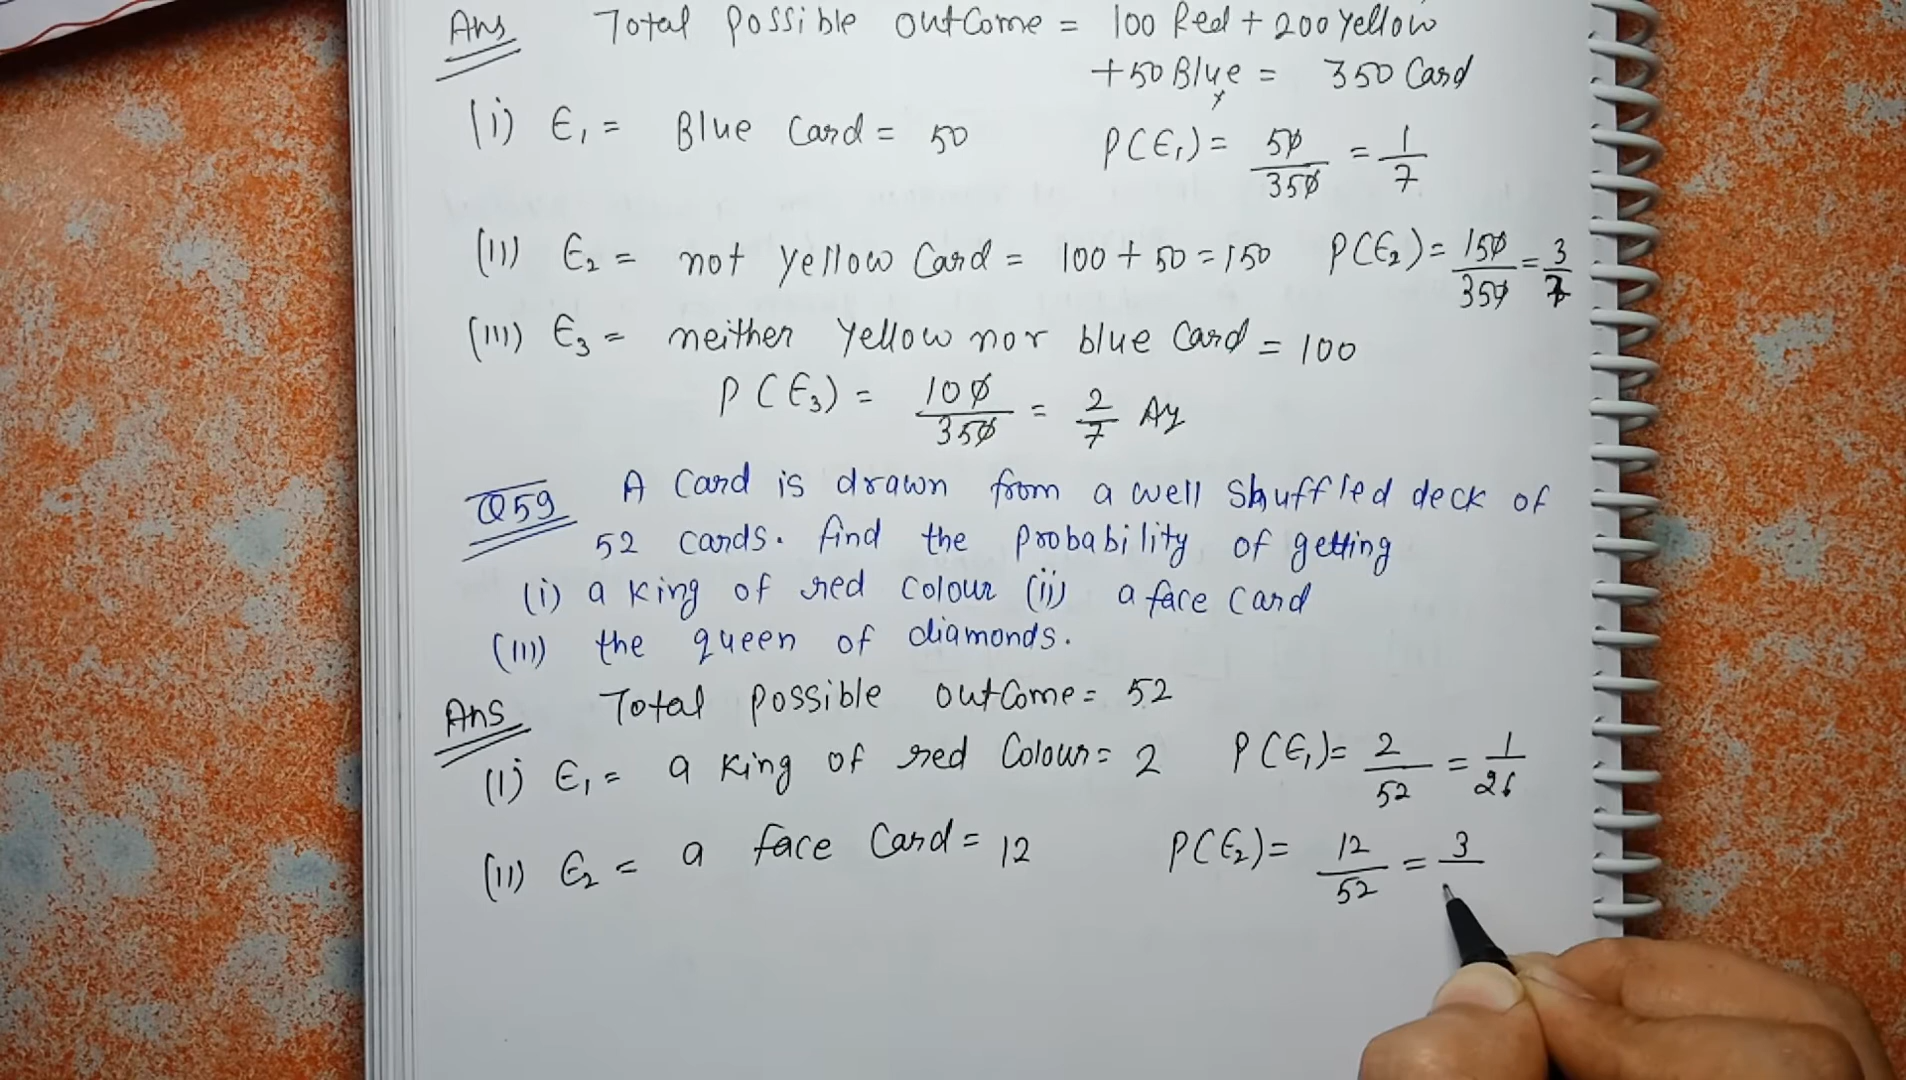 Ans Total possible outcome = 100 Red + 200 yellow
+ 50 Blue = 350 Card
(i) E₁ = Blue Card = 50 P(E₁) = 50/350 = 1/7
(ii) E₂ = not yellow Card = 100 + 50 = 150 P(E₂) = 150/350 = 3/7
(iii) E₃ = neither yellow nor blue Card = 100
P(E₃) = 100/350 = 2/7
Q59 A Card is drawn from a well shuffled deck of
52 cards. find the probability of getting
(i) a king of red colour (ii) a face card
(iii) the queen of diamonds.
Ans Total possible outcome = 52
(i) E₁ = a king of red Colour = 2 P(E₁) = 2/52 = 1/26
(ii) E₂ = a face Card = 12 P(E₂) = 12/52 = 3/